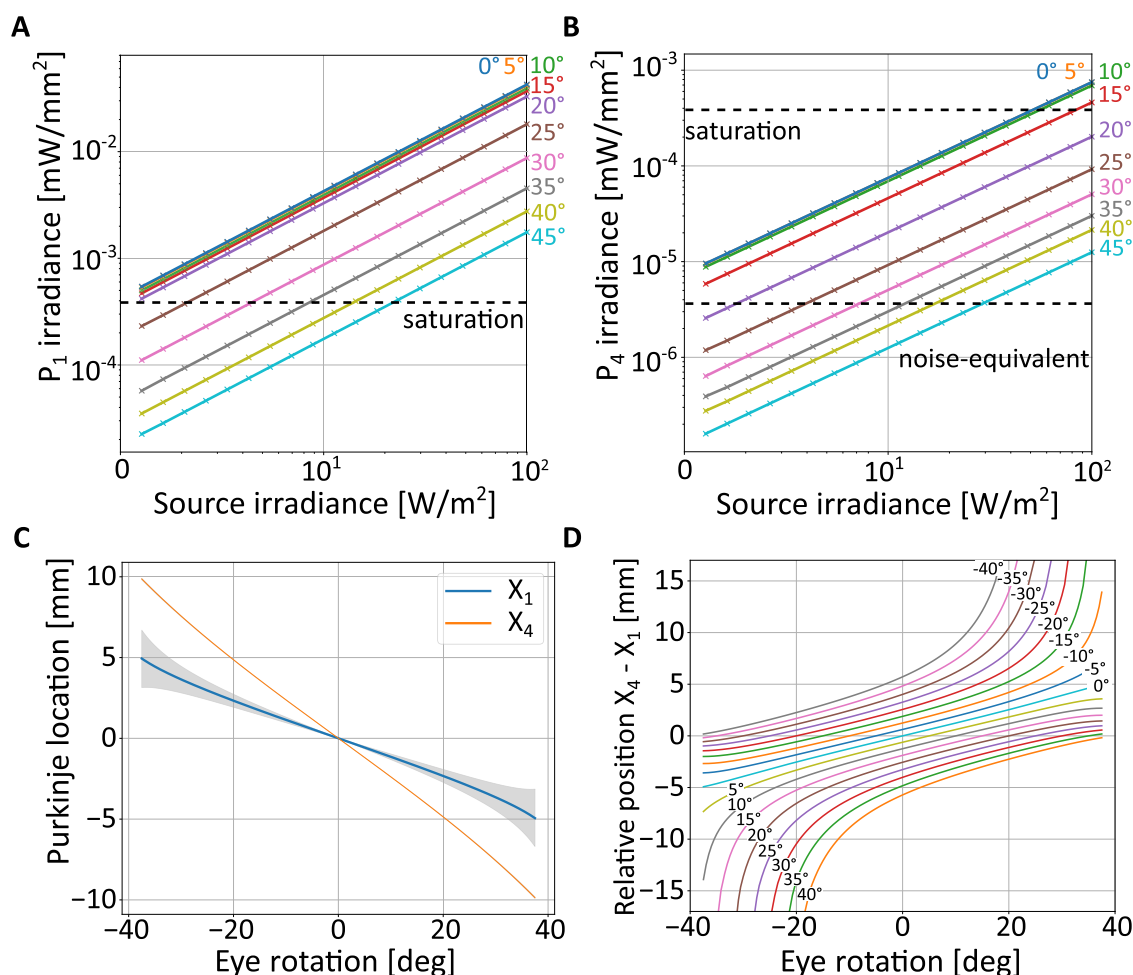 A
P₁ irradiance [mW/mm²]
10⁻²
10⁻³
10⁻⁴
0° 5° 10°
15°
20°
25°
30°
35°
40°
45°
saturation
0 10¹ 10²
Source irradiance [W/m²]
B
P₄ irradiance [mW/mm²]
10⁻³
10⁻⁴
10⁻⁵
10⁻⁶
0° 5° 10°
15°
20°
25°
30°
35°
40°
45°
saturation
noise-equivalent
0 10¹ 10²
Source irradiance [W/m²]
C
Purkinje location [mm]
10
5
0
−5
−10
X₁
X₄
−40 −20 0 20 40
Eye rotation [deg]
D
Relative position X₄ - X₁ [mm]
15
10
5
0
−5
−10
−15
-40°
-35°
-30°
-25°
-20°
-15°
-10°
-5°
0°
5°
10°
15°
20°
25°
30°
35°
40°
−40 −20 0 20 40
Eye rotation [deg]